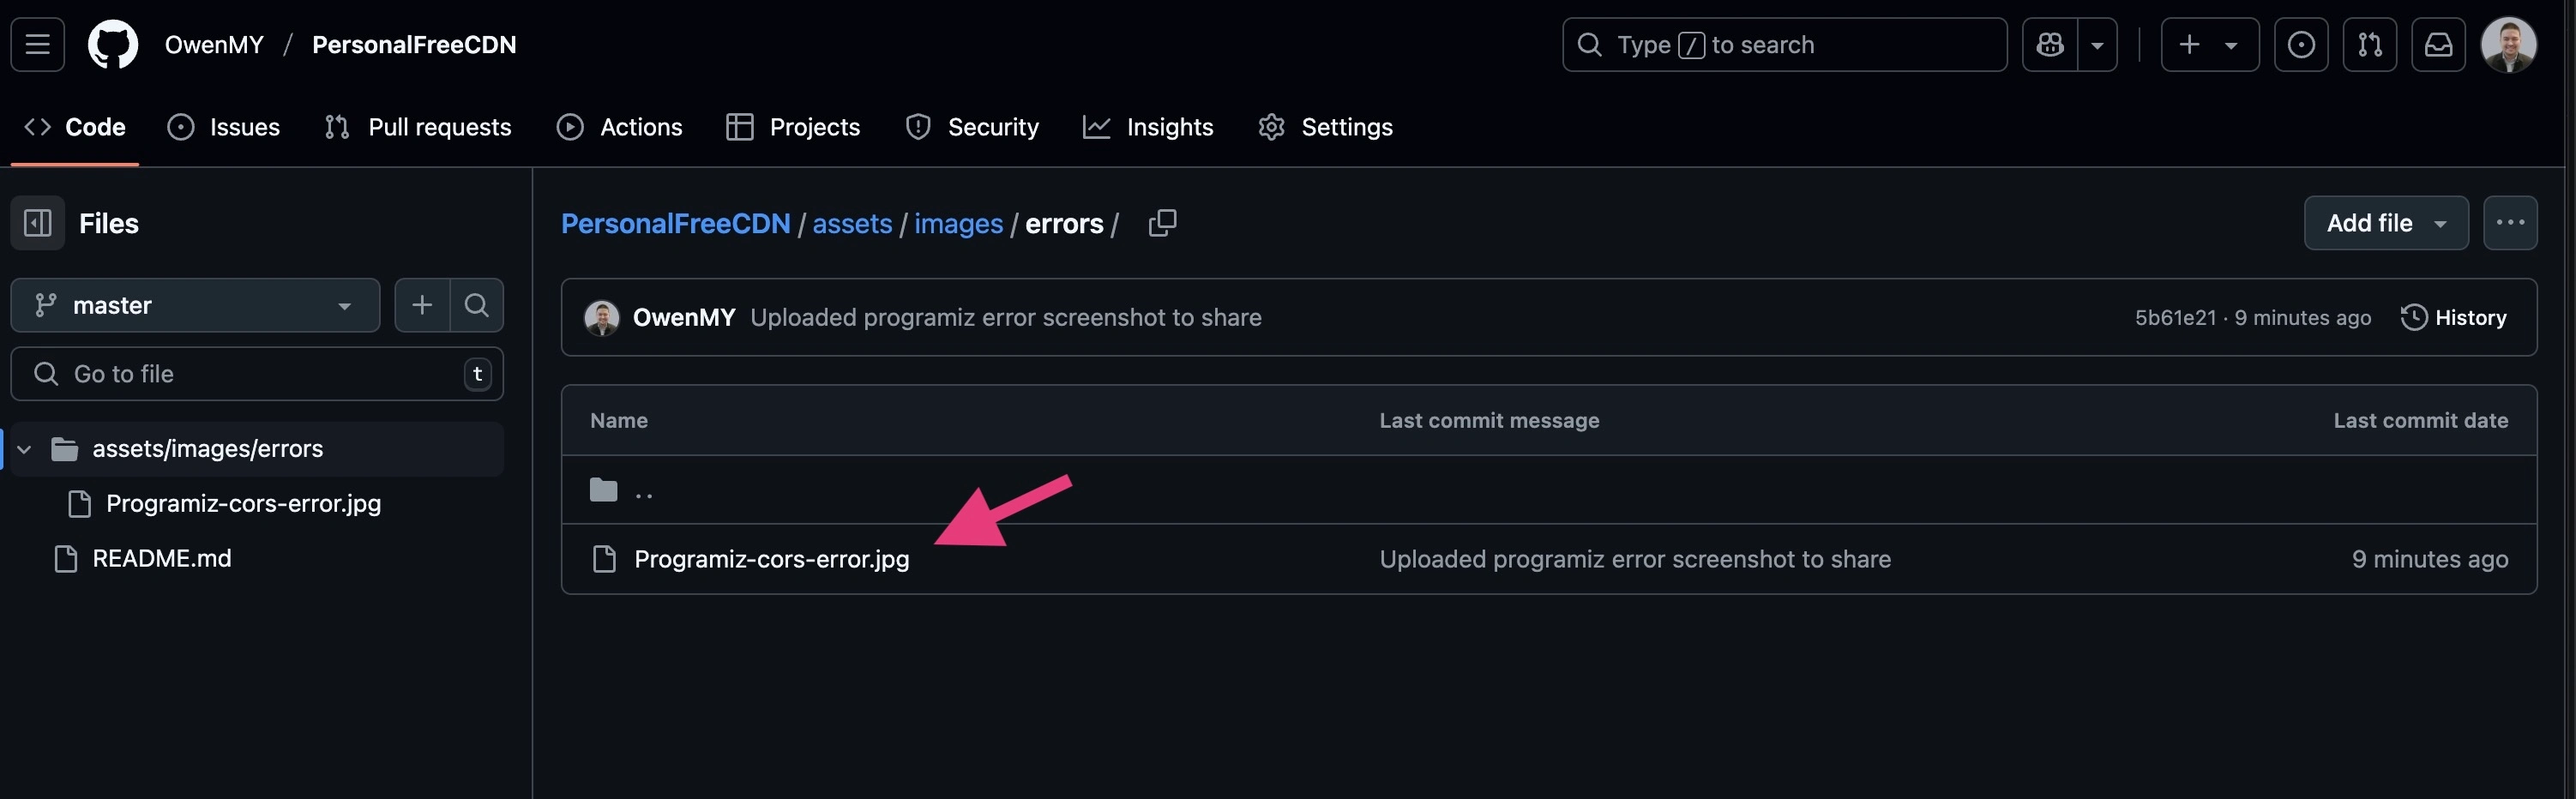 OwenMY / PersonalFreeCDN
Type / to search
Code Issues Pull requests Actions Projects Security Insights Settings
Files
master
Go to file t
assets/images/errors
Programiz-cors-error.jpg
README.md
PersonalFreeCDN / assets / images / errors /
Add file
OwenMY Uploaded programiz error screenshot to share
5b61e21 · 9 minutes ago History
Name Last commit message Last commit date
..
Programiz-cors-error.jpg Uploaded programiz error screenshot to share 9 minutes ago